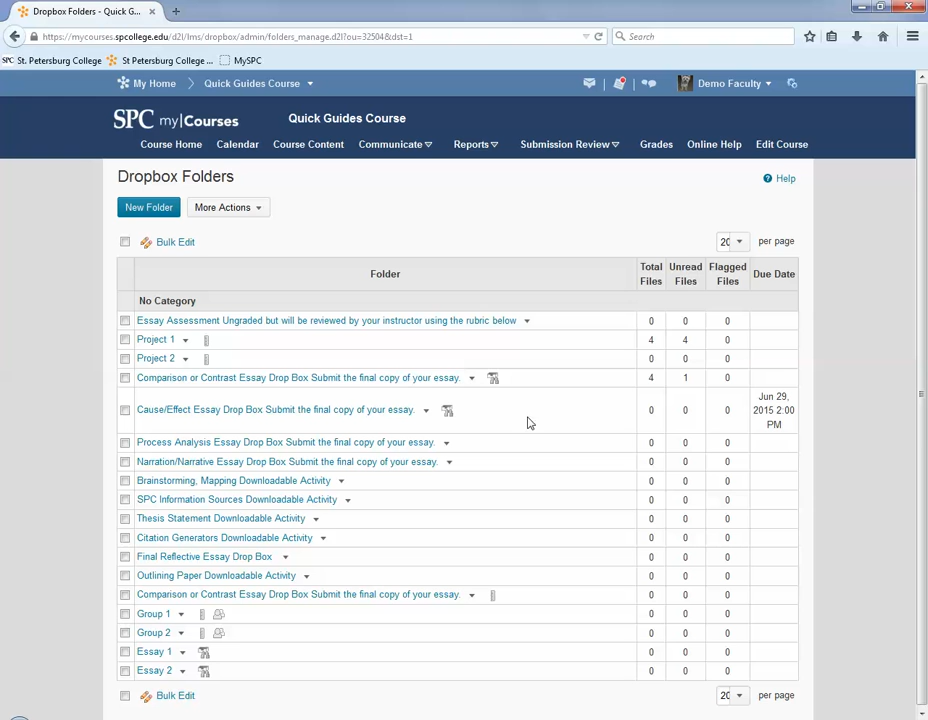 Dropbox Folders - Quick G...
https://mycourses.spcollege.edu/d2l/lms/dropbox/admin/folders_manage.d2l?ou=32504&dst=1
Search
St. Petersburg College
St Petersburg College ...
MySPC
My Home
Quick Guides Course
Demo Faculty
SPC my|Courses
Quick Guides Course
Course Home Calendar Course Content Communicate Reports Submission Review Grades Online Help Edit Course
Dropbox Folders
Help
New Folder More Actions
Bulk Edit
20 per page
Folder Total Files Unread Files Flagged Files Due Date
No Category
Essay Assessment Ungraded but will be reviewed by your instructor using the rubric below 0 0 0
Project 1 4 4 0
Project 2 0 0 0
Comparison or Contrast Essay Drop Box Submit the final copy of your essay. 4 1 0
Cause/Effect Essay Drop Box Submit the final copy of your essay. 0 0 0 Jun 29, 2015 2:00 PM
Process Analysis Essay Drop Box Submit the final copy of your essay. 0 0 0
Narration/Narrative Essay Drop Box Submit the final copy of your essay. 0 0 0
Brainstorming, Mapping Downloadable Activity 0 0 0
SPC Information Sources Downloadable Activity 0 0 0
Thesis Statement Downloadable Activity 0 0 0
Citation Generators Downloadable Activity 0 0 0
Final Reflective Essay Drop Box 0 0 0
Outlining Paper Downloadable Activity 0 0 0
Comparison or Contrast Essay Drop Box Submit the final copy of your essay. 0 0 0
Group 1 0 0 0
Group 2 0 0 0
Essay 1 0 0 0
Essay 2 0 0 0
Bulk Edit
20 per page